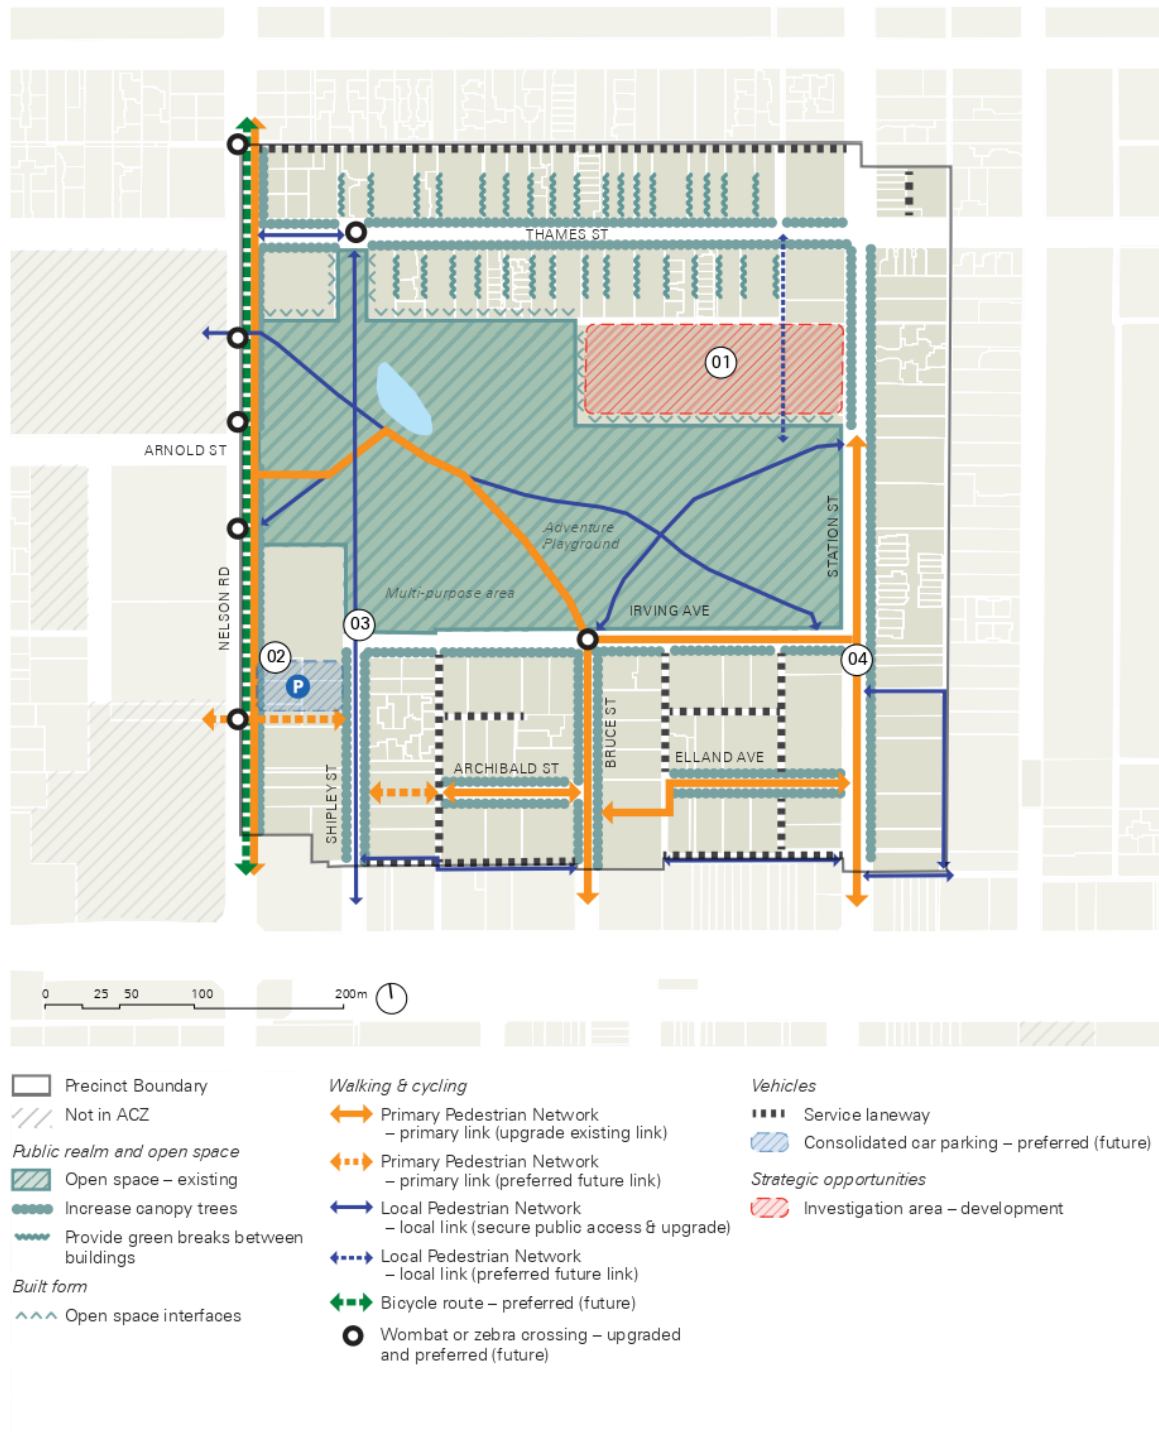 THAMES ST
01
ARNOLD ST
Adventure
Playground
STATION ST
Multi-purpose area
NELSON RD
IRVING AVE
03
02
04
P
BRUCE ST
SHIPLEY ST
ARCHIBALD ST
ELLAND AVE
0 25 50 100 200m
Precinct Boundary
Not in ACZ
Public realm and open space
Open space – existing
Increase canopy trees
Provide green breaks between
buildings
Built form
Open space interfaces
Walking & cycling
Primary Pedestrian Network
– primary link (upgrade existing link)
Primary Pedestrian Network
– primary link (preferred future link)
Local Pedestrian Network
– local link (secure public access & upgrade)
Local Pedestrian Network
– local link (preferred future link)
Bicycle route – preferred (future)
Wombat or zebra crossing – upgraded
and preferred (future)
Vehicles
Service laneway
Consolidated car parking – preferred (future)
Strategic opportunities
Investigation area – development